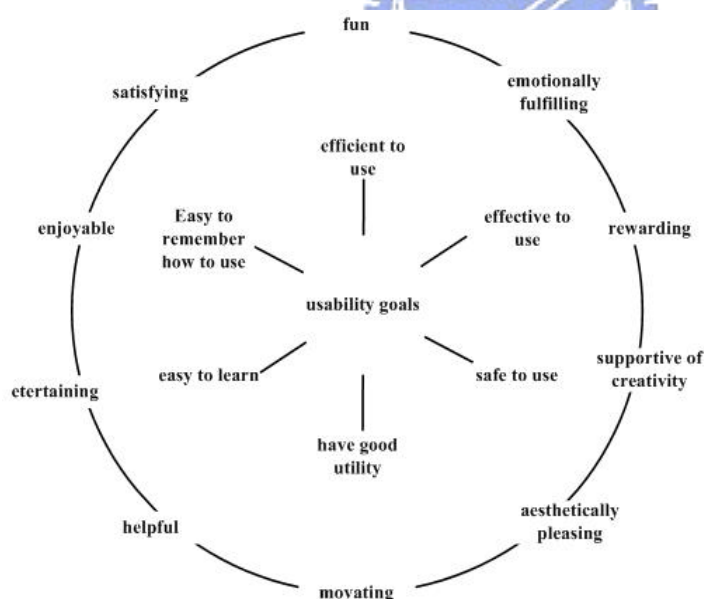 fun
emotionally
fulfilling
satisfying
efficient to
use
Easy to
remember
how to use
effective to
use
enjoyable
rewarding
usability goals
supportive of
creativity
easy to learn
safe to use
etertaining
have good
utility
aesthetically
pleasing
helpful
movating